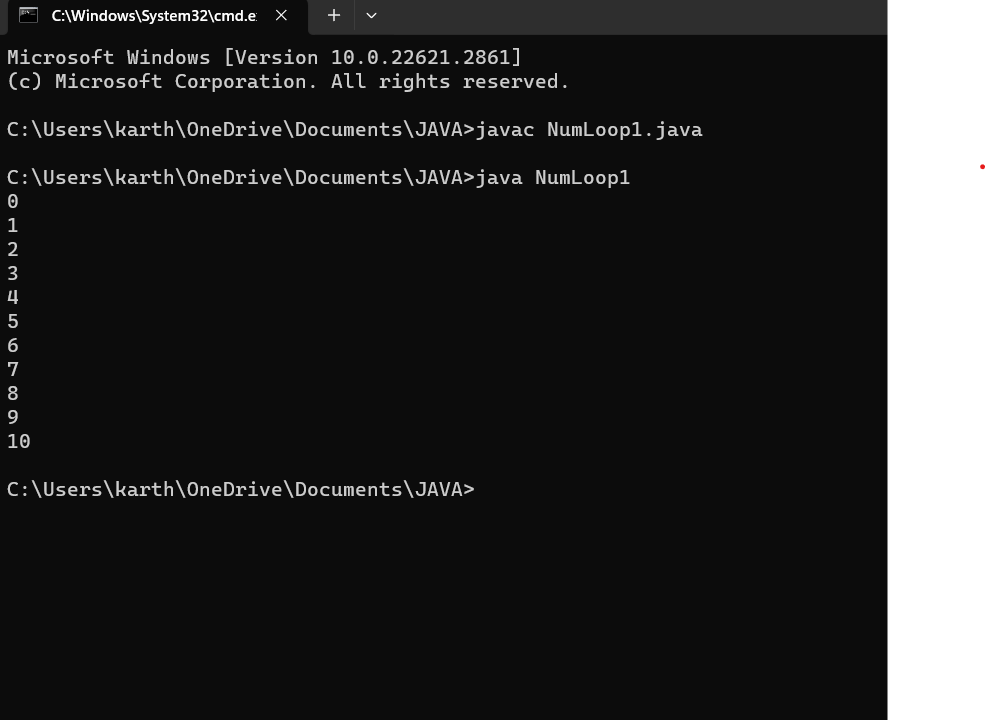 C:\Windows\System32\cmd.e
Microsoft Windows [Version 10.0.22621.2861]
(c) Microsoft Corporation. All rights reserved.
C:\Users\karth\OneDrive\Documents\JAVA>javac NumLoop1.java
C:\Users\karth\OneDrive\Documents\JAVA>java NumLoop1
0
1
2
3
4
5
6
7
8
9
10
C:\Users\karth\OneDrive\Documents\JAVA>